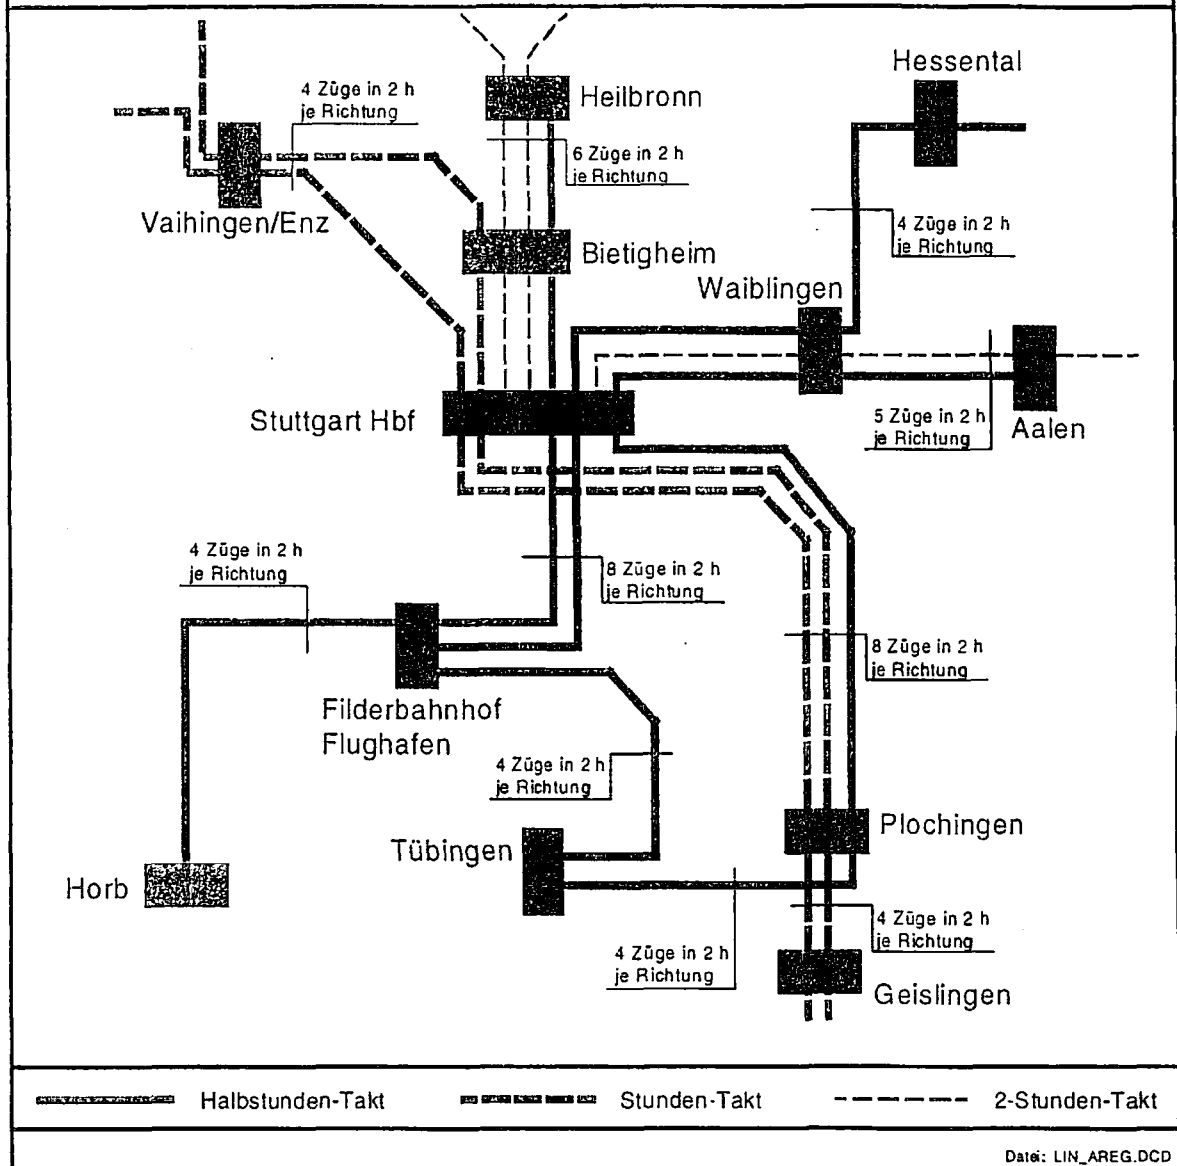 Hessental
4 Züge in 2 h
je Richtung
Heilbronn
6 Züge in 2 h
je Richtung
Vaihingen/Enz
4 Züge in 2 h
je Richtung
Bietigheim
Waiblingen
Stuttgart Hbf
5 Züge in 2 h
je Richtung
Aalen
4 Züge in 2 h
je Richtung
8 Züge in 2 h
je Richtung
8 Züge in 2 h
je Richtung
Filderbahnhof
Flughafen
4 Züge in 2 h
je Richtung
Plochingen
Tübingen
Horb
4 Züge in 2 h
je Richtung
4 Züge in 2 h
je Richtung
Geislingen
Halbstunden-Takt
Stunden-Takt
2-Stunden-Takt
Datei: LIN_AREG.DCD